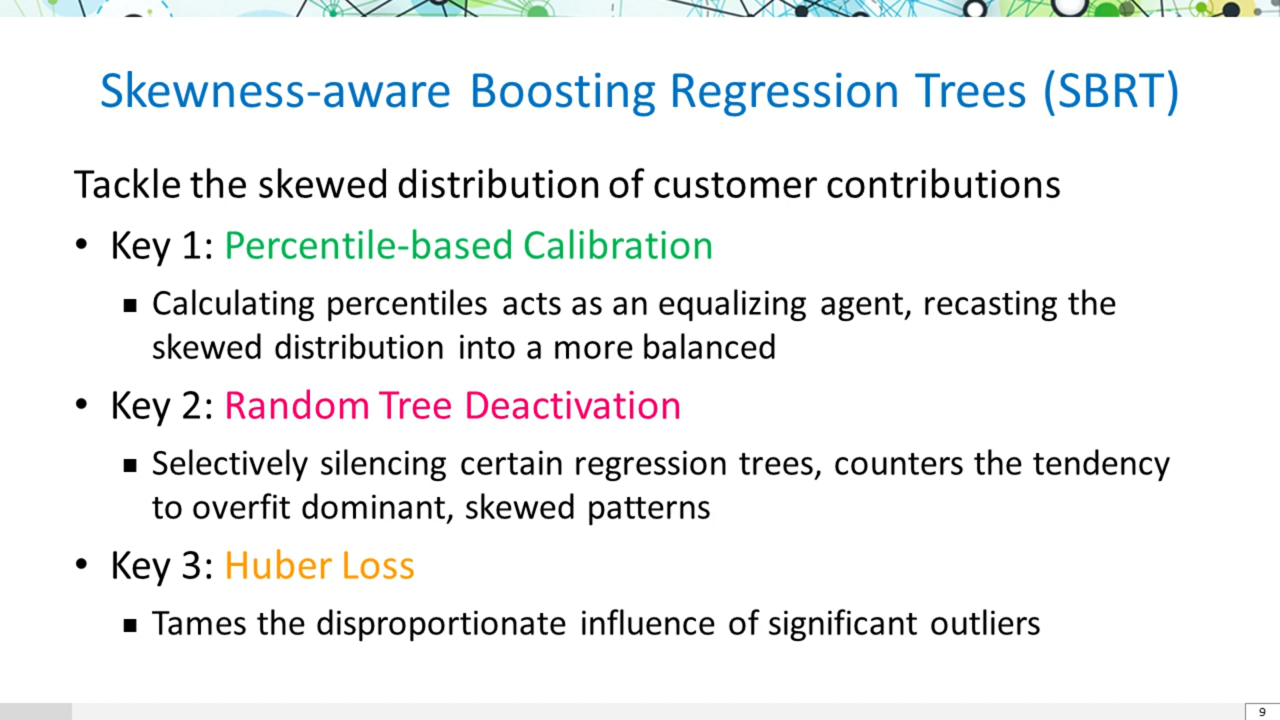 Skewness-aware Boosting Regression Trees (SBRT)
Tackle the skewed distribution of customer contributions
• Key 1: Percentile-based Calibration
▪ Calculating percentiles acts as an equalizing agent, recasting the
skewed distribution into a more balanced
• Key 2: Random Tree Deactivation
▪ Selectively silencing certain regression trees, counters the tendency
to overfit dominant, skewed patterns
• Key 3: Huber Loss
▪ Tames the disproportionate influence of significant outliers
9